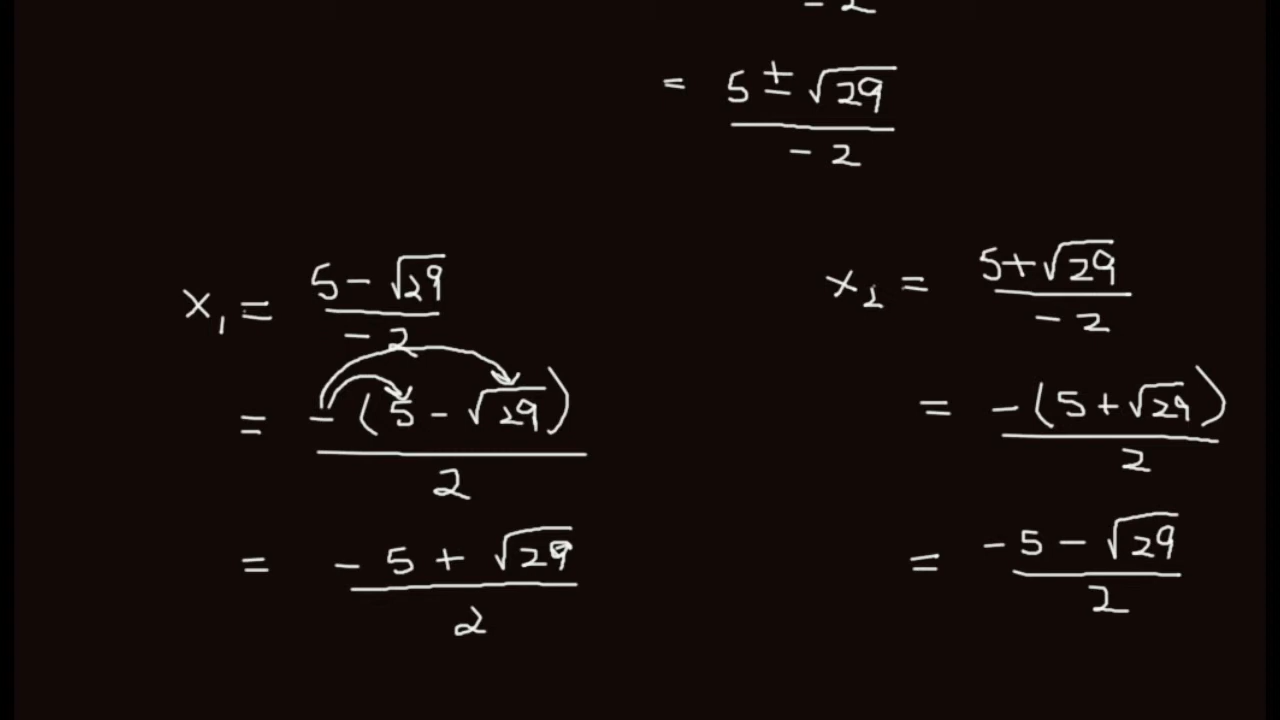 - 2
= 5 ± √29
- 2
x₁ = 5 - √29
- 2
= - (5 - √29)
2
= - 5 + √29
2
x₂ = 5 + √29
- 2
= - (5 + √29)
2
= - 5 - √29
2